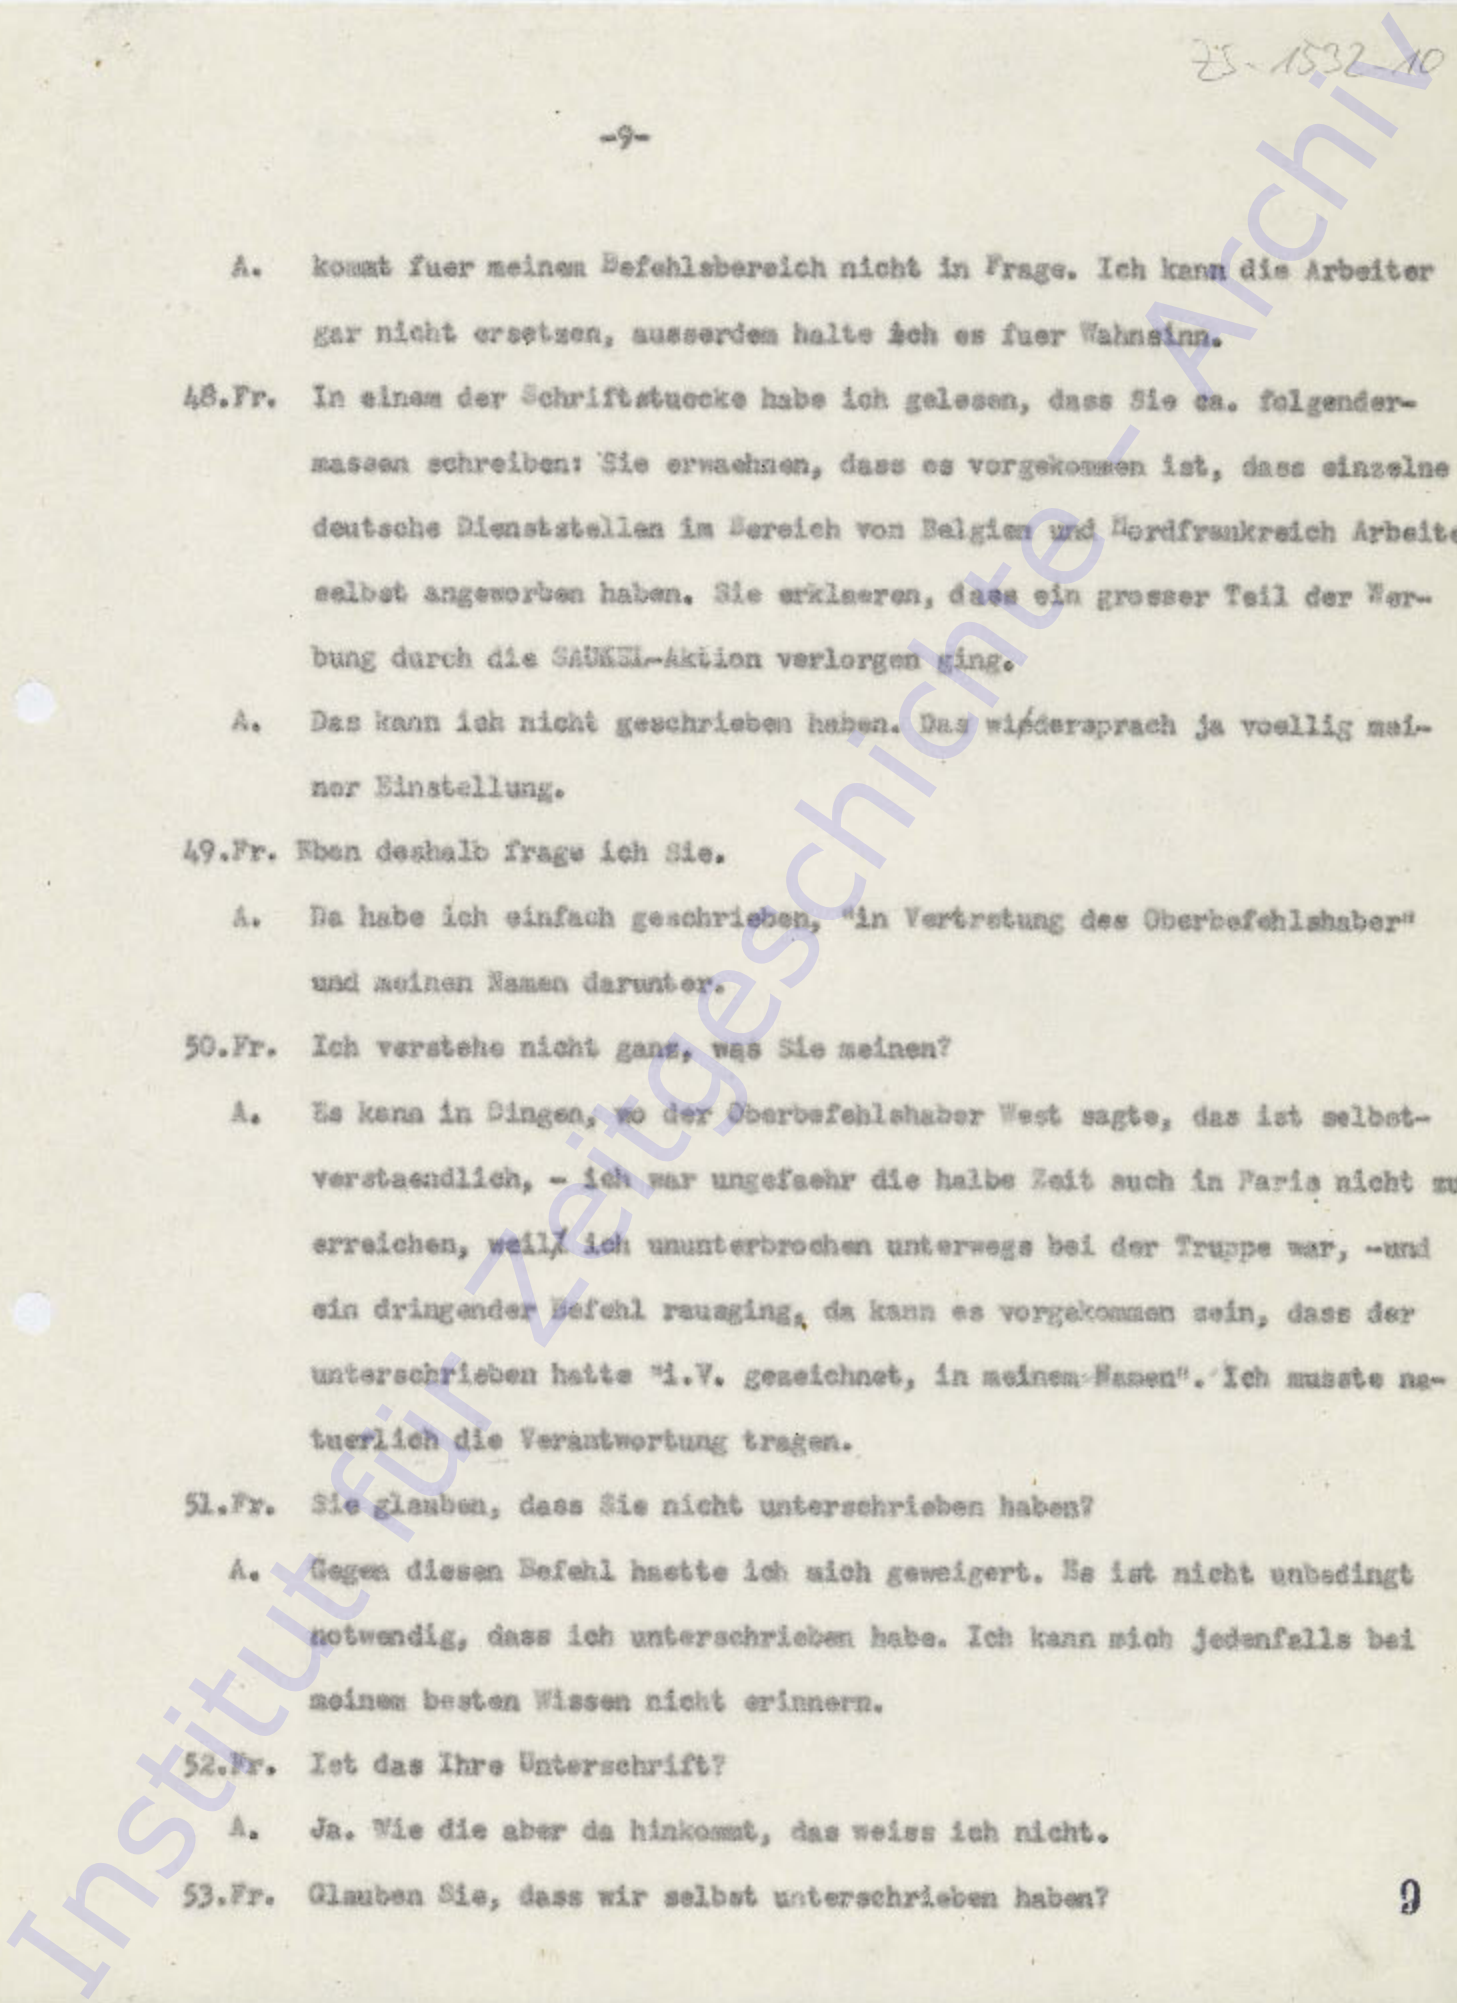 ZS-1532-10
-9-
A. kommt fuer meinem Befehlsbereich nicht in Frage. Ich kann die Arbeiter
gar nicht ersetzen, ausserdem halte ich es fuer Wahnsinn.
48.Fr. In einem der Schriftstuecke habe ich gelesen, dass Sie ca. folgender-
massen schreiben: Sie erwaehnen, dass es vorgekommen ist, dass einzelne
deutsche Dienststellen im Bereich von Belgien und Nordfrankreich Arbeite
selbst angeworben haben. Sie erklaeren, dass ein grosser Teil der Wer-
bung durch die SAUKEL-Aktion verlorgen ging.
A. Das kann ich nicht geschrieben haben. Das widersprach ja voellig mei-
ner Einstellung.
49.Fr. Eben deshalb frage ich Sie.
A. Da habe ich einfach geschrieben, "in Vertretung des Oberbefehlshaber"
und meinen Namen darunter.
50.Fr. Ich verstehe nicht ganz, was Sie meinen?
A. Es kann in Dingen, wo der Oberbefehlshaber West sagte, das ist selbst-
verstaendlich, - ich war ungefaehr die halbe Zeit auch in Paris nicht zu
erreichen, weil ich ununterbrochen unterwegs bei der Truppe war, -und
ein dringender Befehl rausging, da kann es vorgekommen sein, dass der
unterschrieben hatte "i.V. gezeichnet, in meinem Namen". Ich musste na-
tuerlich die Verantwortung tragen.
51.Fr. Sie glauben, dass Sie nicht unterschrieben haben?
A. Gegen diesen Befehl haette ich mich geweigert. Es ist nicht unbedingt
notwendig, dass ich unterschrieben habe. Ich kann mich jedenfalls bei
meinem besten Wissen nicht erinnern.
52.Fr. Ist das Ihre Unterschrift?
A. Ja. Wie die aber da hinkommt, das weiss ich nicht.
53.Fr. Glauben Sie, dass wir selbst unterschrieben haben?
9
Institut für Zeitgeschichte - Archiv